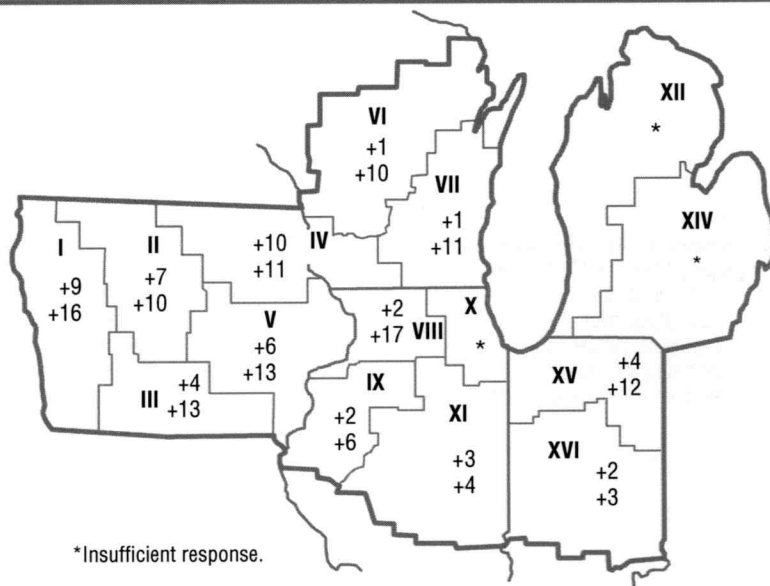 XII
*
VI
+1
+10
VII
+1
+11
XIV
*
I
+9
+16
II
+7
+10
+10
+11
IV
V
+6
+13
+2
+17
VIII
X
*
III
+4
+13
IX
+2
+6
XI
+3
+4
XV
+4
+12
XVI
+2
+3
*Insufficient response.